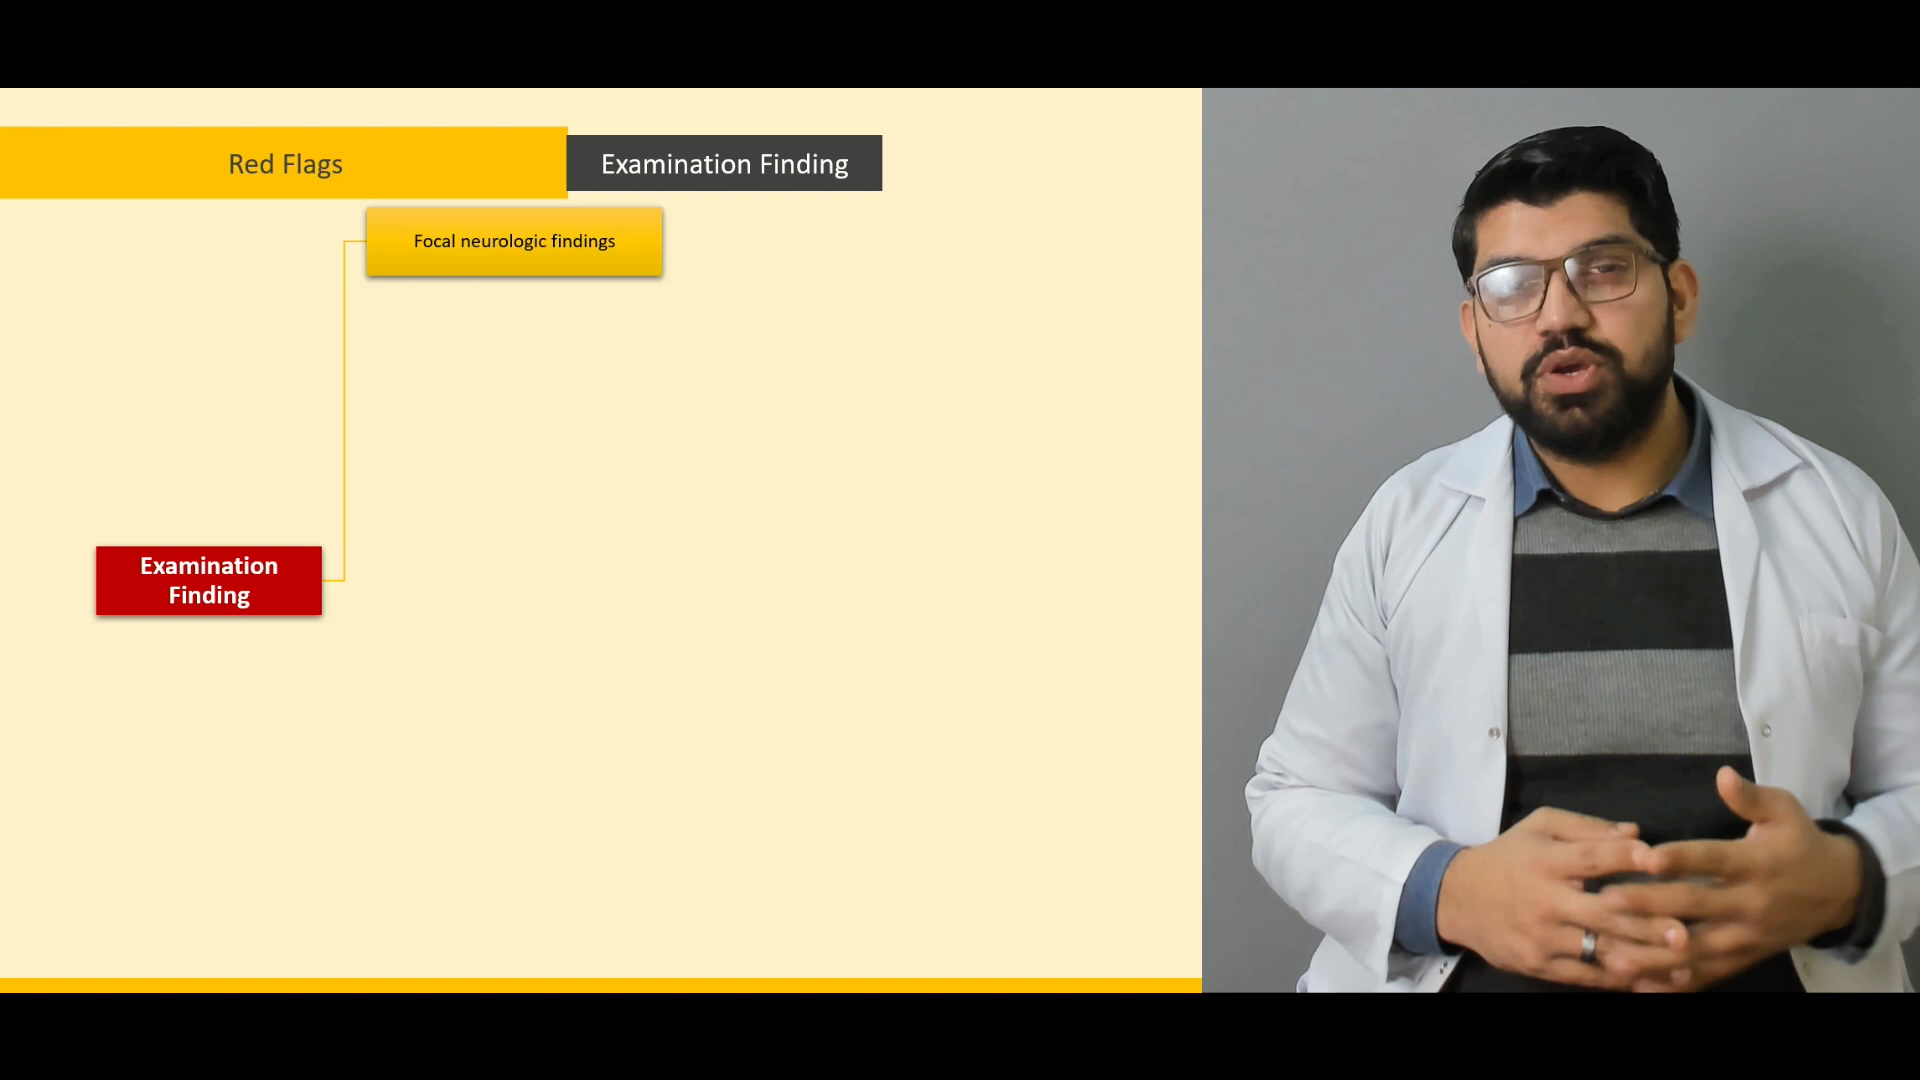 Red Flags
Examination Finding
Focal neurologic findings
Examination
Finding